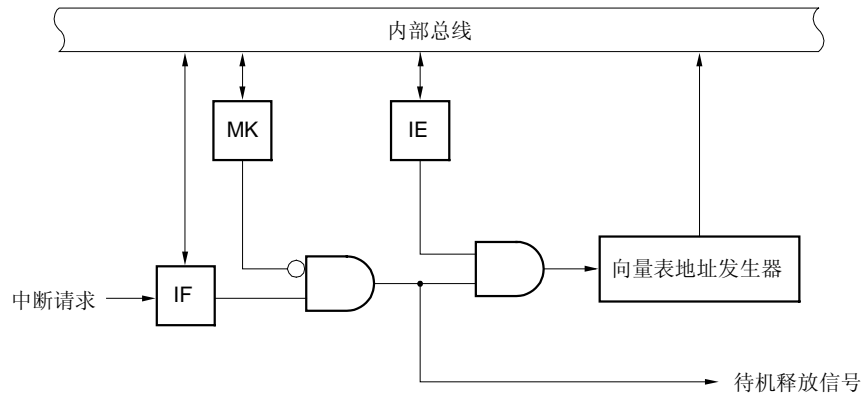 内部总线
MK
IE
向量表地址发生器
中断请求
IF
待机释放信号